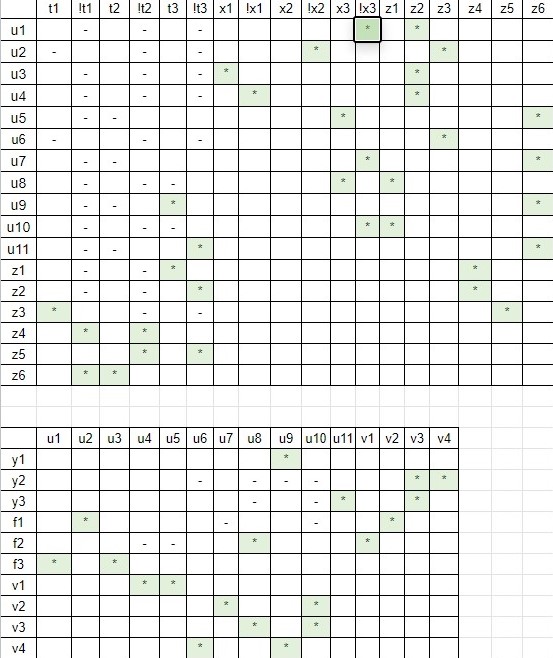 t1 !t1 t2 !t2 t3 !t3 x1 !x1 x2 !x2 x3 !x3 z1 z2 z3 z4 z5 z6
u1 - - - * *
u2 - - - * *
u3 - - - * *
u4 - - - * *
u5 - - * *
u6 - - - *
u7 - - * *
u8 - - - * *
u9 - - * *
u10 - - - * *
u11 - - * *
z1 - - * *
z2 - - * *
z3 * - - *
z4 * *
z5 * *
z6 * *
u1 u2 u3 u4 u5 u6 u7 u8 u9 u10 u11 v1 v2 v3 v4
y1 *
y2 - - - - * *
y3 - - * *
f1 * - - *
f2 - - * *
f3 * *
v1 * *
v2 * *
v3 * *
v4 * *